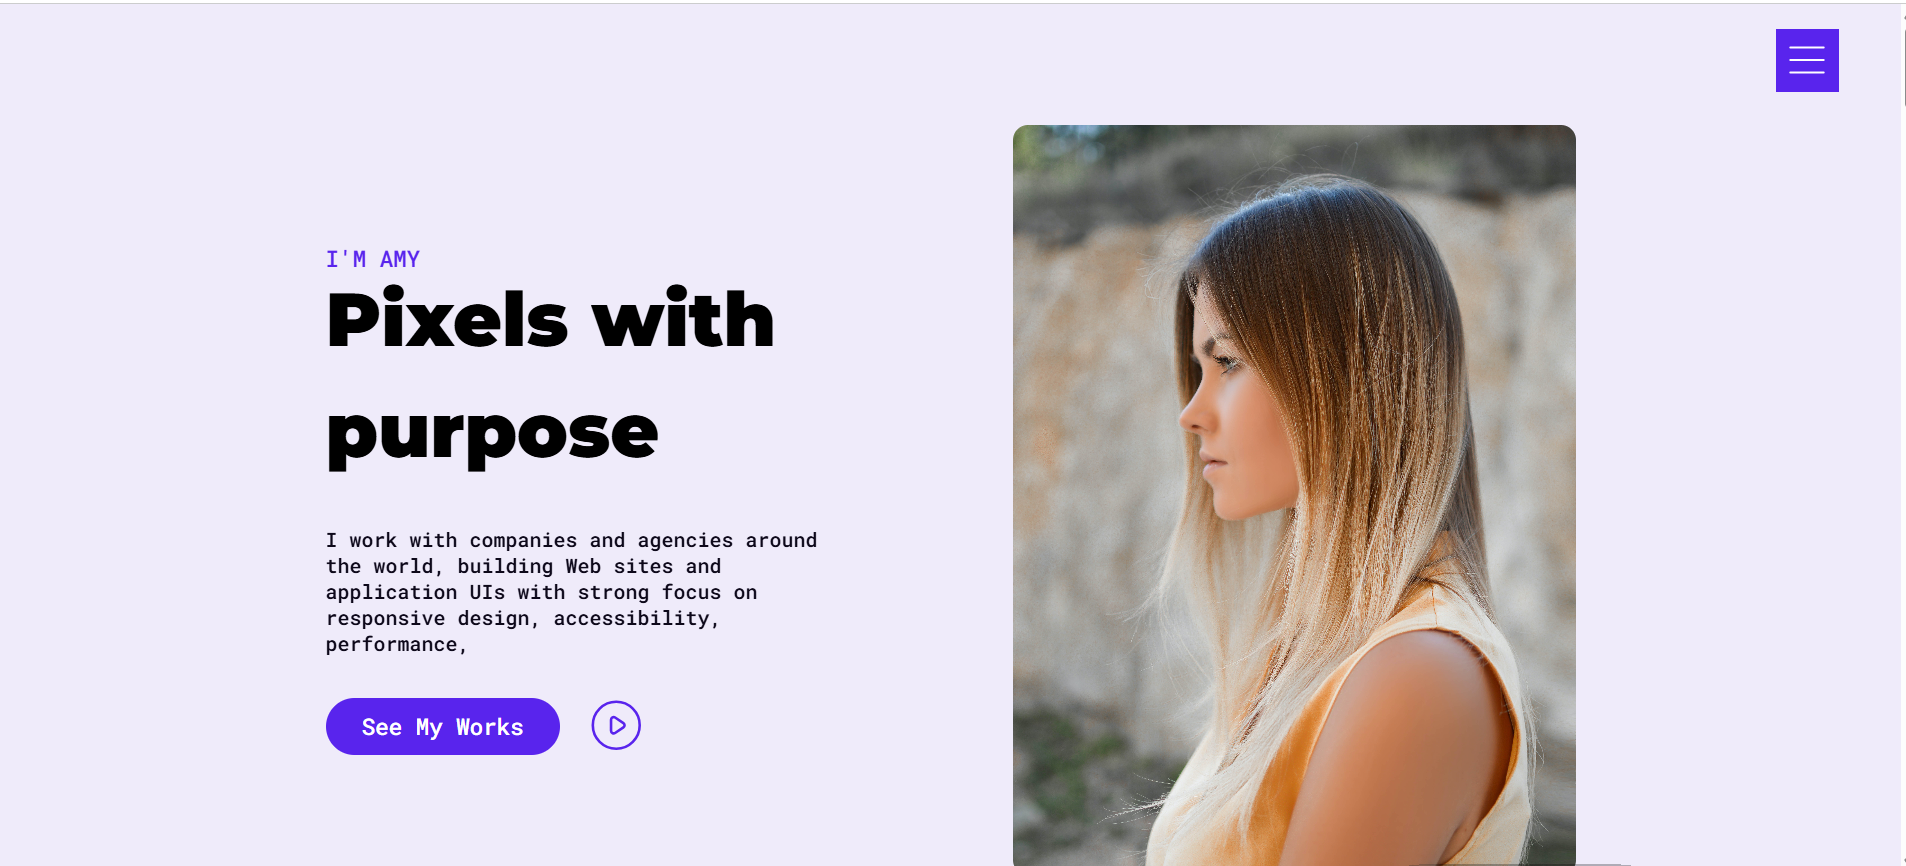 I'M AMY
Pixels with
purpose
I work with companies and agencies around
the world, building Web sites and
application UIs with strong focus on
responsive design, accessibility,
performance,
See My Works